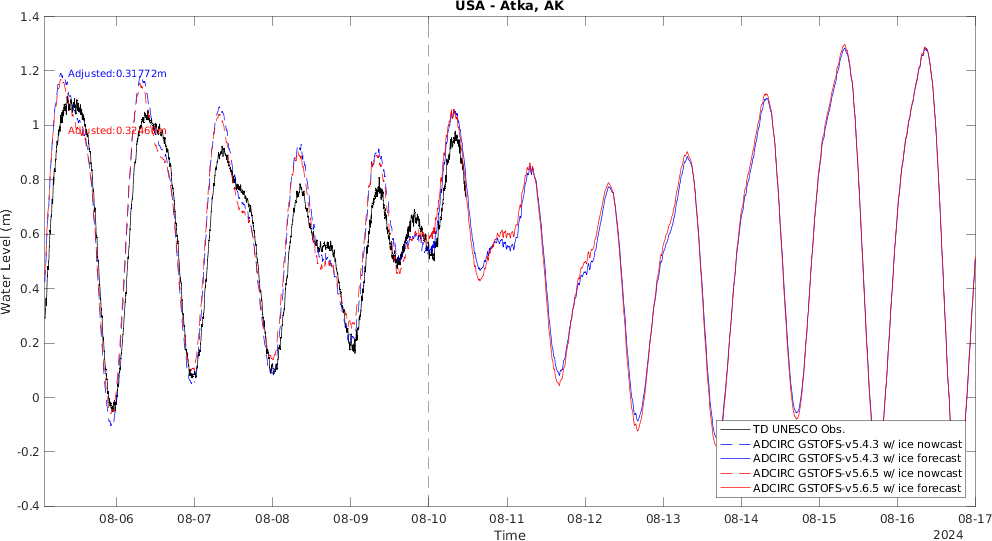 USA - Atka, AK
1.4
1.2
1
0.8
0.6
0.4
0.2
0
-0.2
-0.4
Water Level (m)
Adjusted:0.31772m
TD UNESCO Obs.
ADCIRC GSTOFS-v5.4.3 w/ ice nowcast
ADCIRC GSTOFS-v5.4.3 w/ ice forecast
ADCIRC GSTOFS-v5.6.5 w/ ice nowcast
ADCIRC GSTOFS-v5.6.5 w/ ice forecast
08-06 08-07 08-08 08-09 08-10 08-11 08-12 08-13 08-14 08-15 08-16 08-17
Time
2024